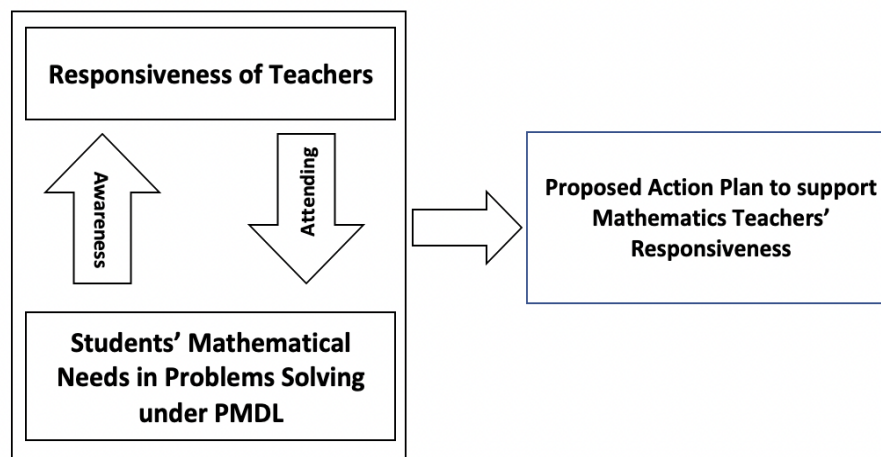 Responsiveness of Teachers
Awareness
Attending
Students’ Mathematical
Needs in Problems Solving
under PMDL
Proposed Action Plan to support
Mathematics Teachers’
Responsiveness